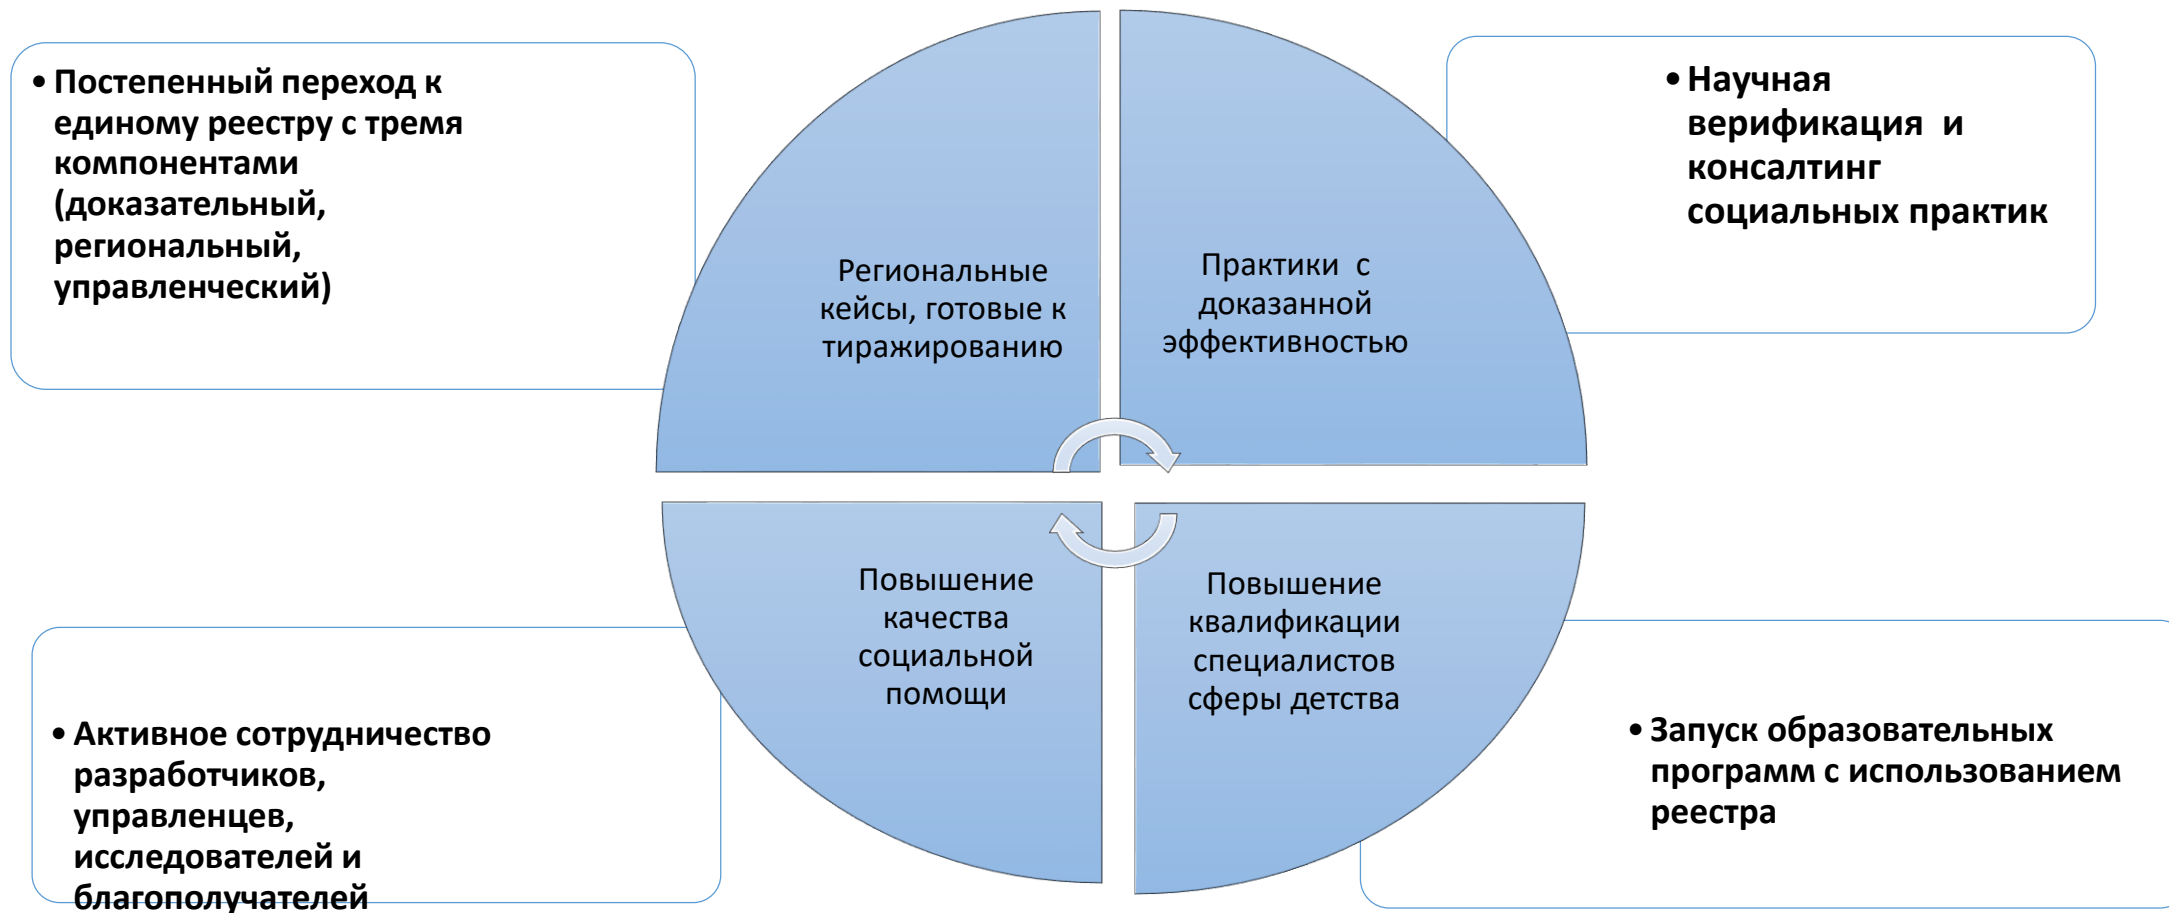 • Постепенный переход к
единому реестру с тремя
компонентами
(доказательный,
региональный,
управленческий)
Региональные
кейсы, готовые к
тиражированию
Практики с
доказанной
эффективностью
• Научная
верификация и
консалтинг
социальных практик
• Активное сотрудничество
разработчиков,
управленцев,
исследователей и
благополучателей
Повышение
качества
социальной
помощи
Повышение
квалификации
специалистов
сферы детства
• Запуск образовательных
программ с использованием
реестра